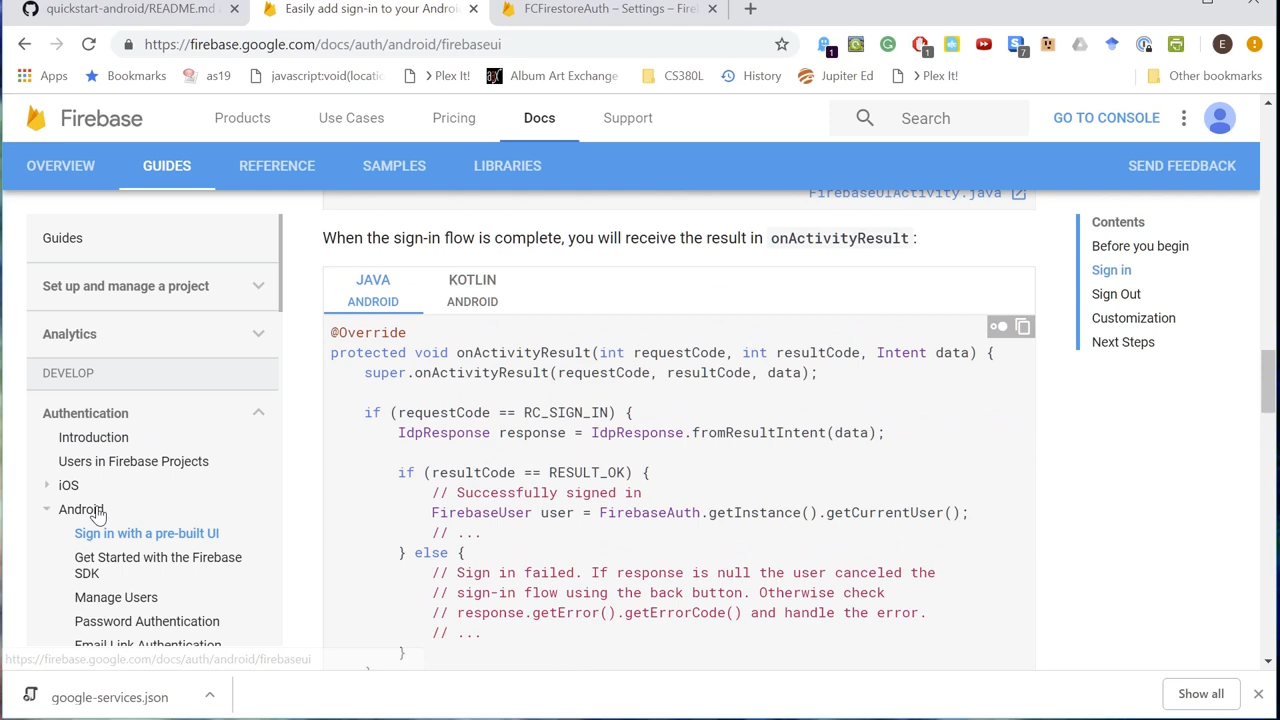 quickstart-android/README.md
Easily add sign-in to your Androi
FCFirestoreAuth – Settings – Fire
https://firebase.google.com/docs/auth/android/firebaseui
1
1
7
E
Apps
Bookmarks
as19
javascript:void(locatio
> Plex It!
Album Art Exchange
CS380L
History
Jupiter Ed
> Plex It!
Other bookmarks
Firebase
Products
Use Cases
Pricing
Docs
Support
Search
GO TO CONSOLE
OVERVIEW
GUIDES
REFERENCE
SAMPLES
LIBRARIES
SEND FEEDBACK
FirebaseUIActivity.java
Guides
Set up and manage a project
Analytics
DEVELOP
Authentication
Introduction
Users in Firebase Projects
iOS
Android
Sign in with a pre-built UI
Get Started with the Firebase
SDK
Manage Users
Password Authentication
Email Link Authentication
When the sign-in flow is complete, you will receive the result in onActivityResult:
JAVA
ANDROID
KOTLIN
ANDROID
@Override
protected void onActivityResult(int requestCode, int resultCode, Intent data) {
super.onActivityResult(requestCode, resultCode, data);
if (requestCode == RC_SIGN_IN) {
IdpResponse response = IdpResponse.fromResultIntent(data);
if (resultCode == RESULT_OK) {
// Successfully signed in
FirebaseUser user = FirebaseAuth.getInstance().getCurrentUser();
// ...
} else {
// Sign in failed. If response is null the user canceled the
// sign-in flow using the back button. Otherwise check
// response.getError().getErrorCode() and handle the error.
// ...
}
Contents
Before you begin
Sign in
Sign Out
Customization
Next Steps
https://firebase.google.com/docs/auth/android/firebaseui
google-services.json
Show all